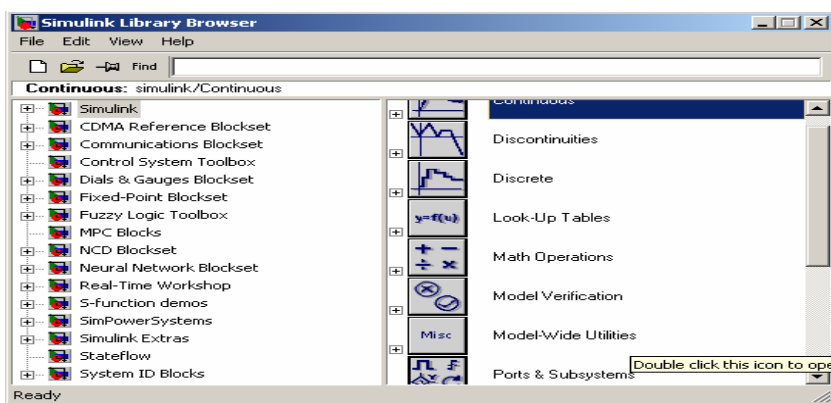 Simulink Library Browser
File Edit View Help
Find
Continuous: simulink/Continuous
Simulink
CDMA Reference Blockset
Communications Blockset
Control System Toolbox
Dials & Gauges Blockset
Fixed-Point Blockset
Fuzzy Logic Toolbox
MPC Blocks
NCD Blockset
Neural Network Blockset
Real-Time Workshop
S-function demos
SimPowerSystems
Simulink Extras
Stateflow
System ID Blocks
Continuous
Discontinuities
Discrete
y=f(u) Look-Up Tables
Math Operations
Model Verification
Misc Model-Wide Utilities
Ports & Subsystems
Double click this icon to ope
Ready